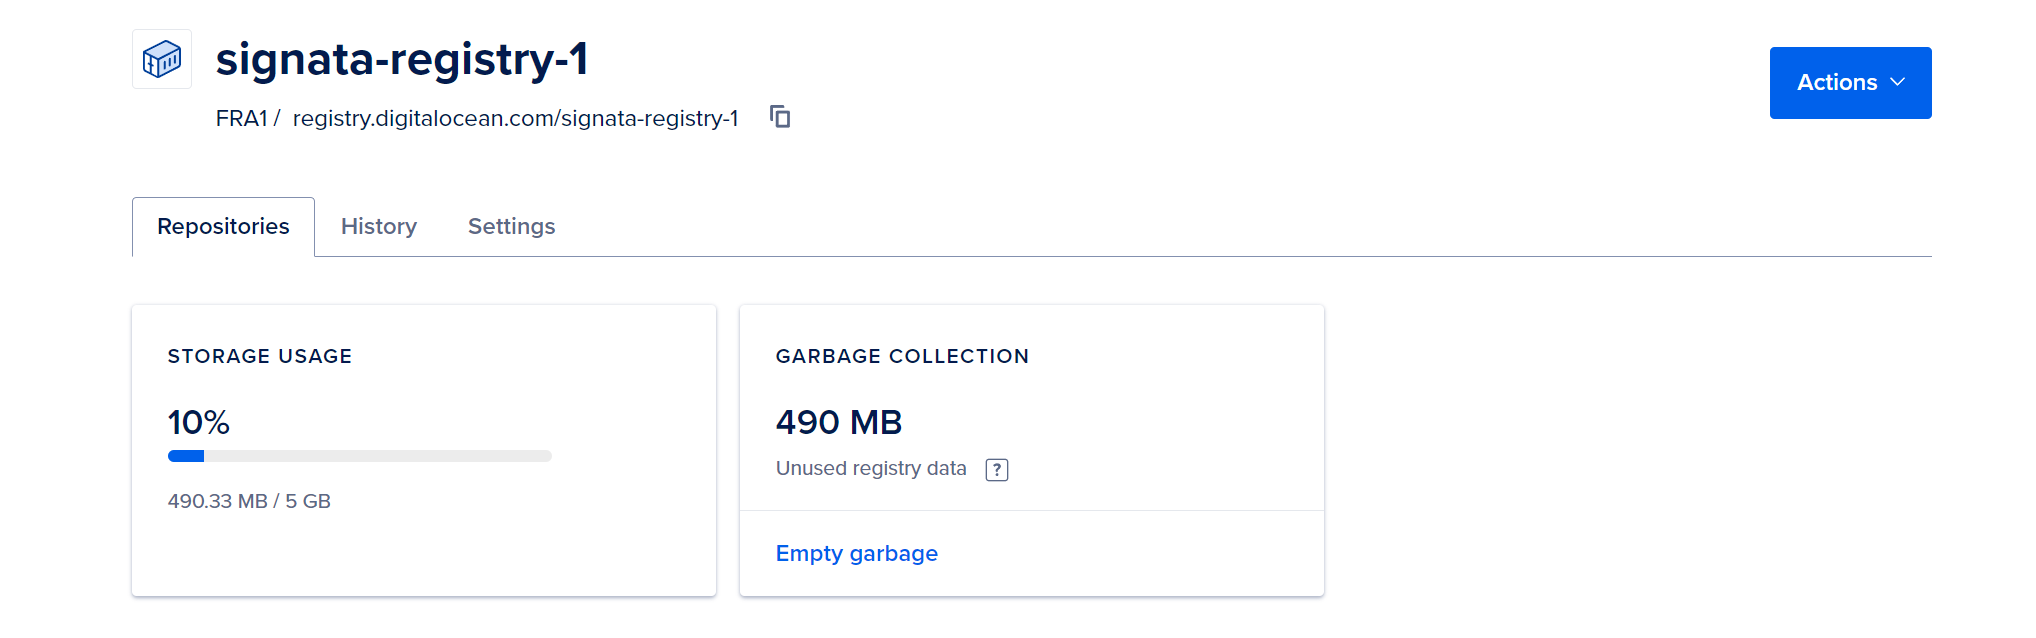 signata-registry-1
Actions
FRA1 / registry.digitalocean.com/signata-registry-1
Repositories History Settings
STORAGE USAGE
10%
490.33 MB / 5 GB
GARBAGE COLLECTION
490 MB
Unused registry data ?
Empty garbage